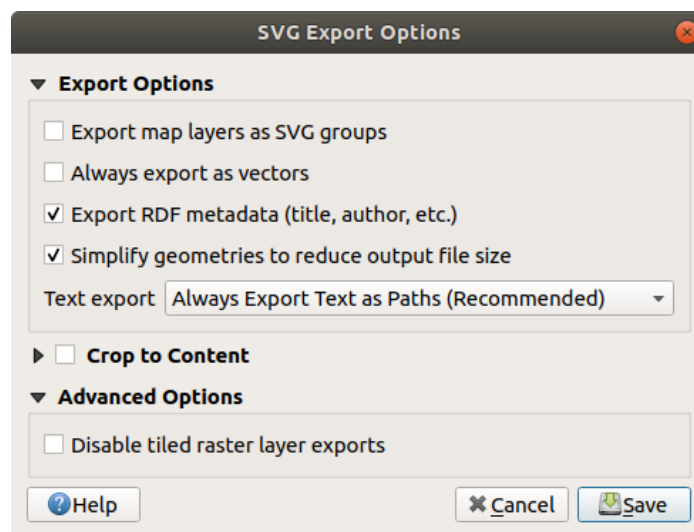 SVG Export Options
Export Options
Export map layers as SVG groups
Always export as vectors
Export RDF metadata (title, author, etc.)
Simplify geometries to reduce output file size
Text export Always Export Text as Paths (Recommended)
Crop to Content
Advanced Options
Disable tiled raster layer exports
Help Cancel Save